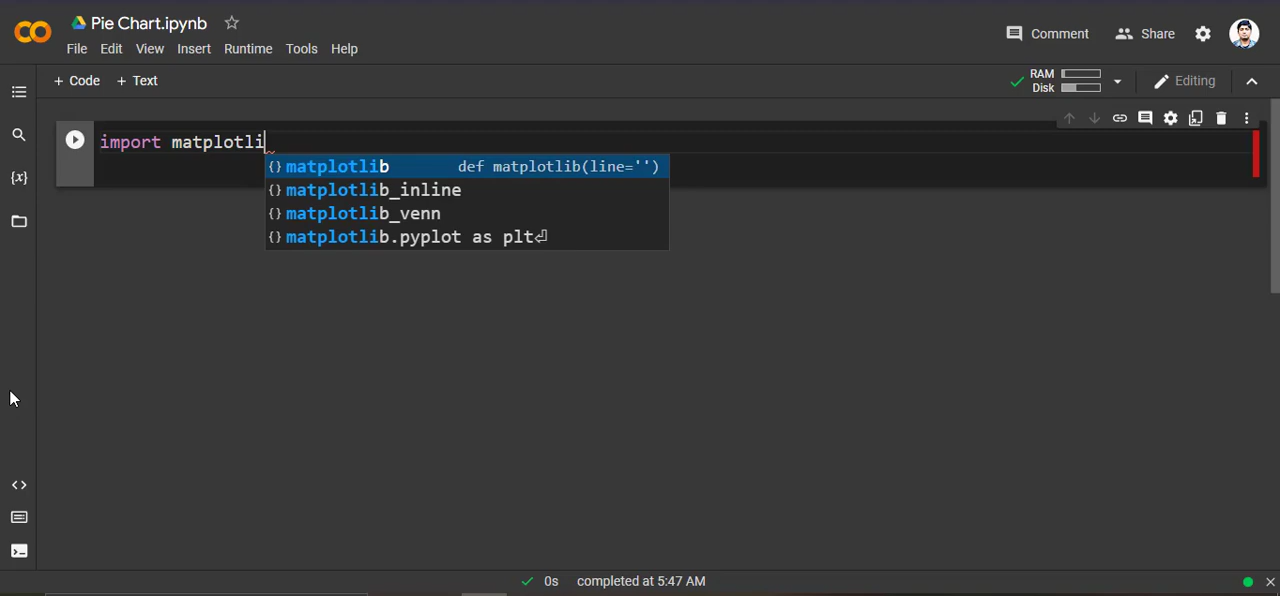 Pie Chart.ipynb
File Edit View Insert Runtime Tools Help
Comment Share
+ Code + Text
RAM
Disk
Editing
import matplotli
{} matplotlib def matplotlib(line='')
{} matplotlib_inline
{} matplotlib_venn
{} matplotlib.pyplot as plt⏎
{x}
0s completed at 5:47 AM